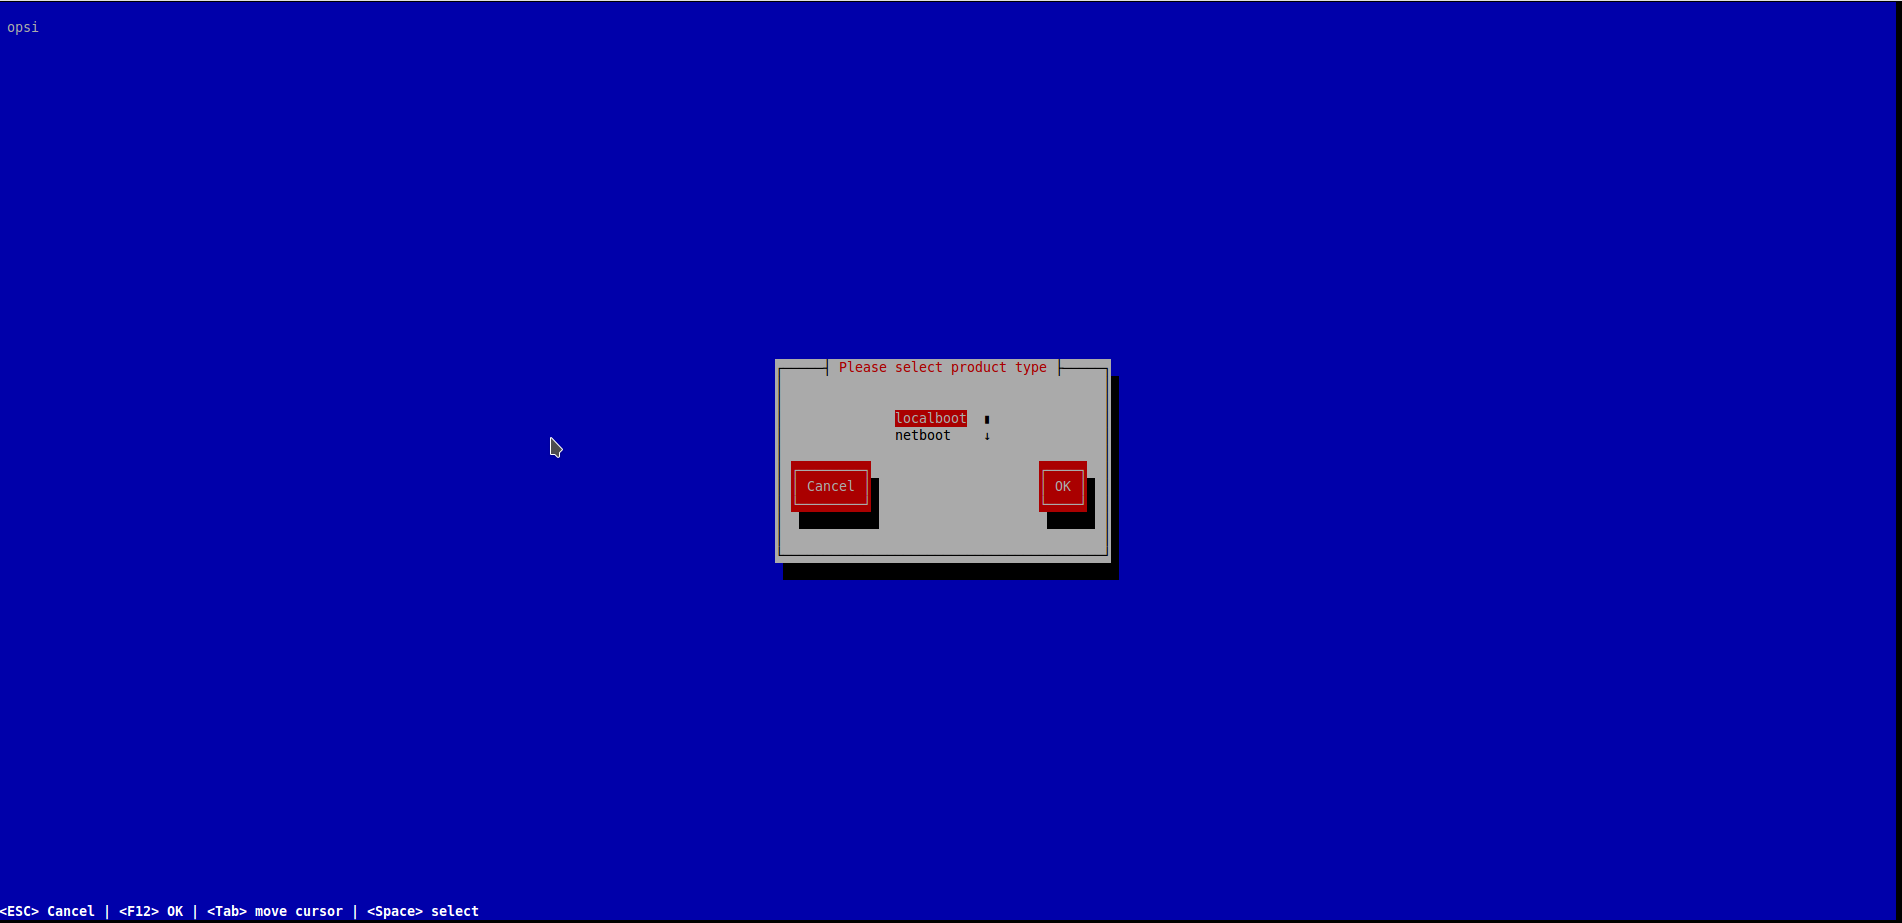 opsi
Please select product type
localboot
netboot ↓
Cancel OK
<ESC> Cancel | <F12> OK | <Tab> move cursor | <Space> select